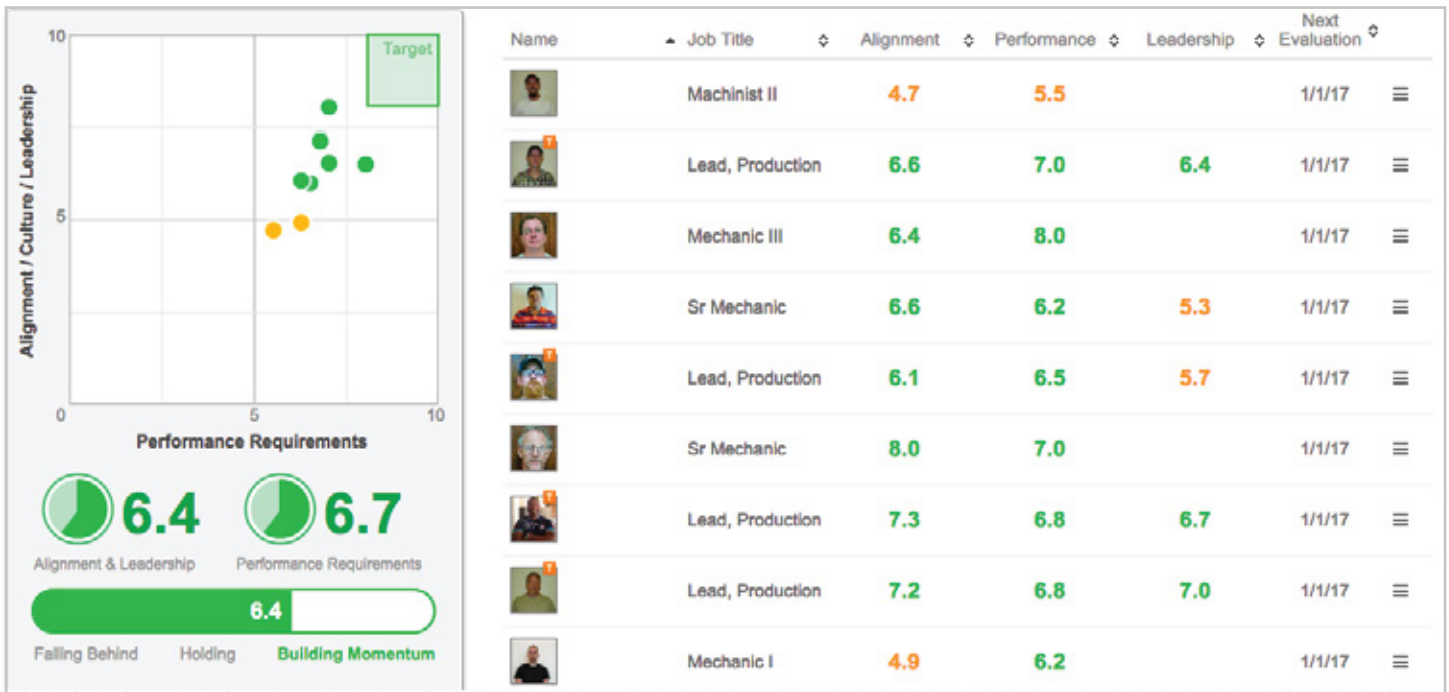 10
Target
5
0
5
10
Alignment / Culture / Leadership
Performance Requirements
6.4
6.7
Alignment & Leadership
Performance Requirements
6.4
Falling Behind Holding Building Momentum
Name Job Title Alignment Performance Leadership Next Evaluation
T
T
T
T
Machinist II 4.7 5.5 1/1/17
Lead, Production 6.6 7.0 6.4 1/1/17
Mechanic III 6.4 8.0 1/1/17
Sr Mechanic 6.6 6.2 5.3 1/1/17
Lead, Production 6.1 6.5 5.7 1/1/17
Sr Mechanic 8.0 7.0 1/1/17
Lead, Production 7.3 6.8 6.7 1/1/17
Lead, Production 7.2 6.8 7.0 1/1/17
Mechanic I 4.9 6.2 1/1/17